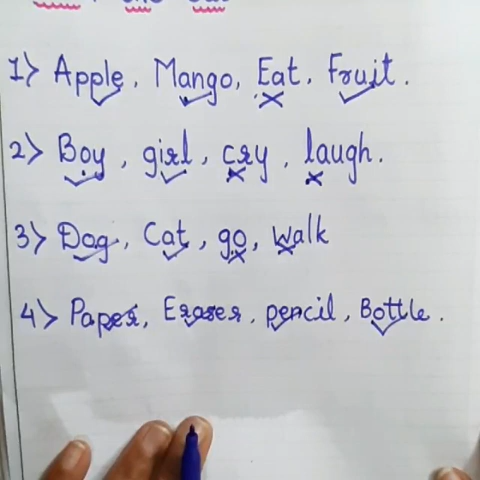 1> Apple, Mango, Eat, Fruit.
2> Boy, girl, cry, laugh.
3> Dog, Cat, go, walk
4> Paper, Eraser, pencil, Bottle.